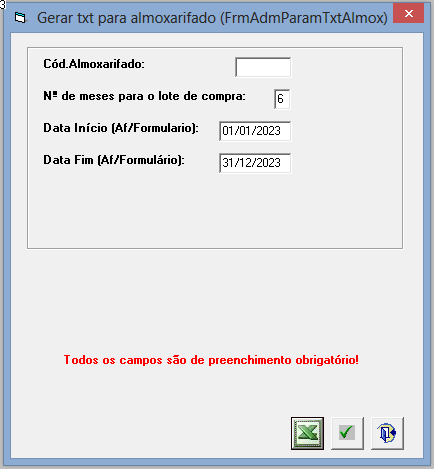 3
Gerar txt para almoxarifado (FrmAdmParamTxtAlmox)
Cód.Almoxarifado:
Nº de meses para o lote de compra: 6
Data Início (Af/Formulario): 01/01/2023
Data Fim (Af/Formulário): 31/12/2023
Todos os campos são de preenchimento obrigatório!